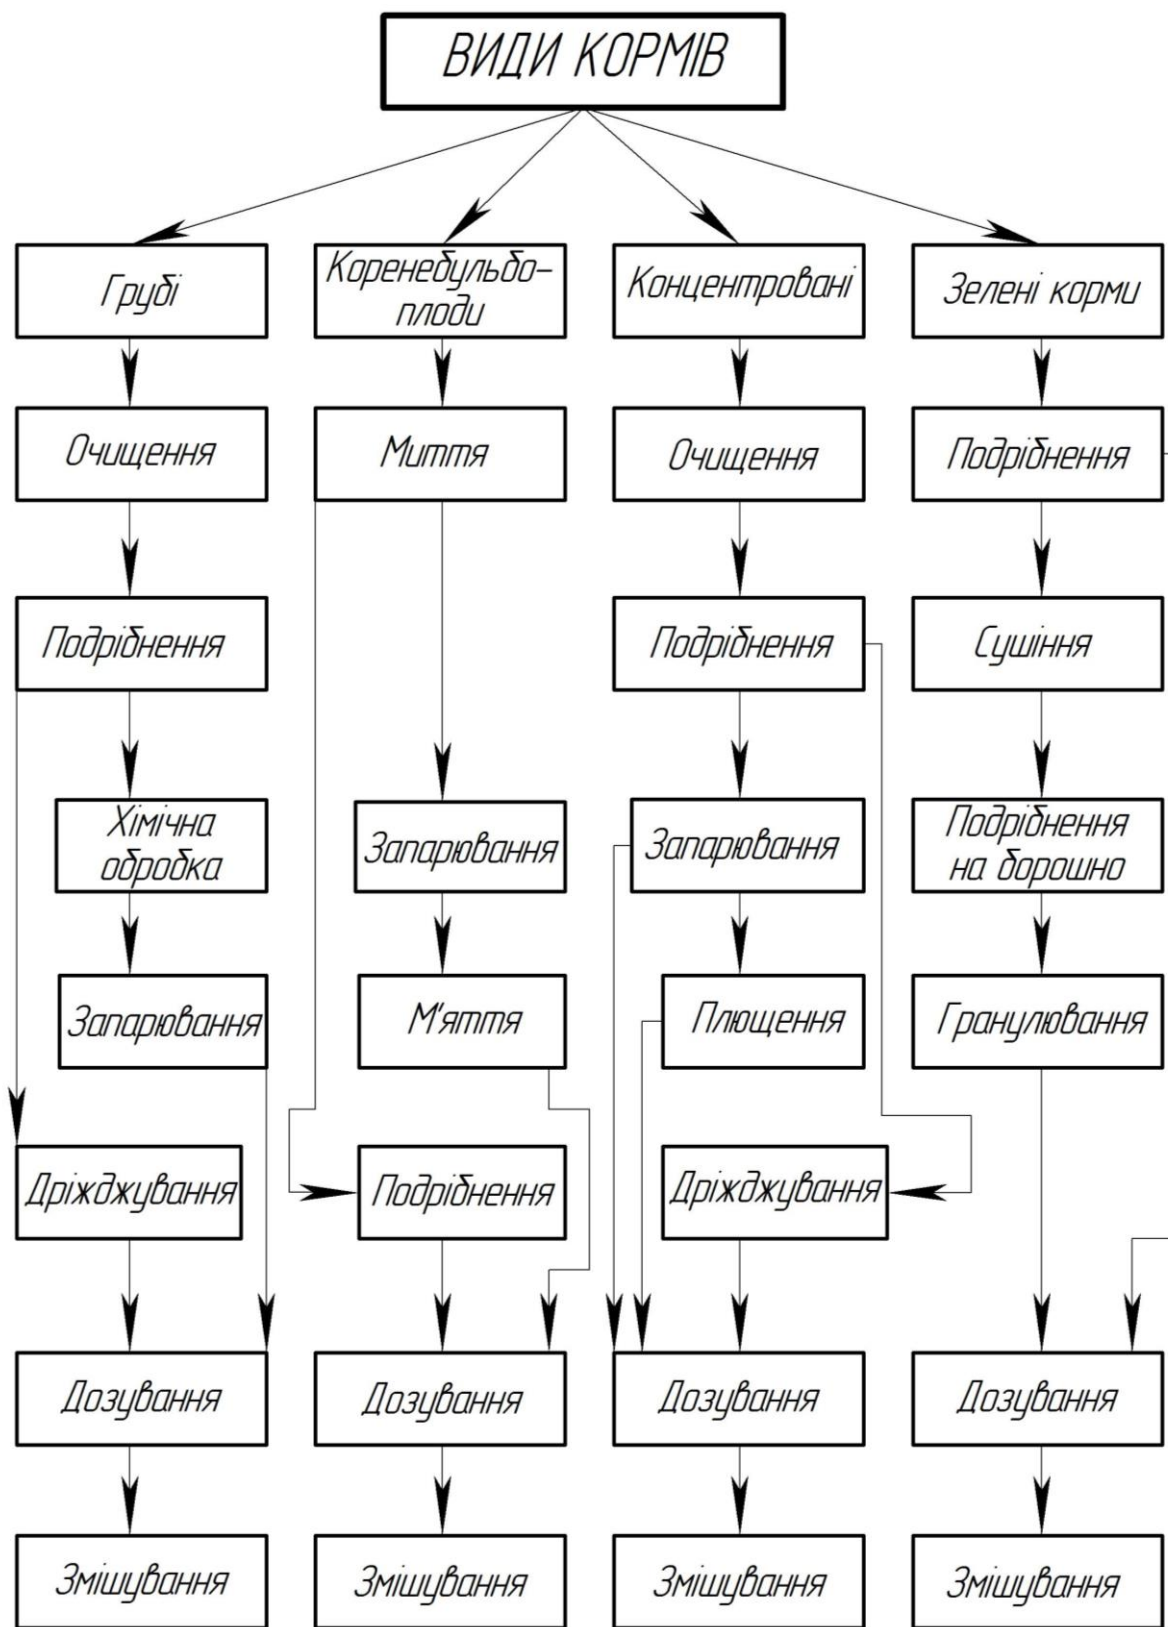 ВИДИ КОРМІВ
Грубі
Коренебульбо-
плоди
Концентровані
Зелені корми
Очищення
Миття
Очищення
Подрібнення
Подрібнення
Подрібнення
Сушіння
Хімічна
обробка
Запарювання
Запарювання
Подрібнення
на борошно
Запарювання
М'яття
Плющення
Гранулювання
Дріжджування
Подрібнення
Дріжджування
Дозування
Дозування
Дозування
Дозування
Змішування
Змішування
Змішування
Змішування